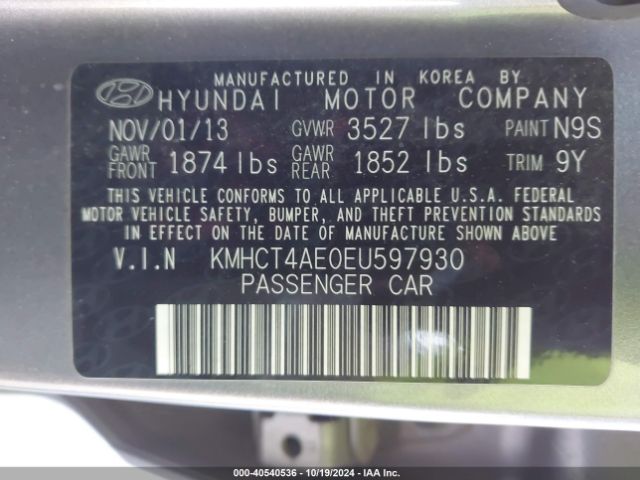 MANUFACTURED IN KOREA BY
HYUNDAI MOTOR COMPANY
NOV/01/13 GVWR 3527 lbs PAINT N9S
GAWR FRONT 1874 lbs GAWR REAR 1852 lbs TRIM 9Y
THIS VEHICLE CONFORMS TO ALL APPLICABLE U.S.A. FEDERAL
MOTOR VEHICLE SAFETY, BUMPER, AND THEFT PREVENTION STANDARDS
IN EFFECT ON THE DATE OF MANUFACTURE SHOWN ABOVE.
V.I.N KMHCT4AE0EU597930
PASSENGER CAR
000-40540536 - 10/19/2024 - IAA Inc.